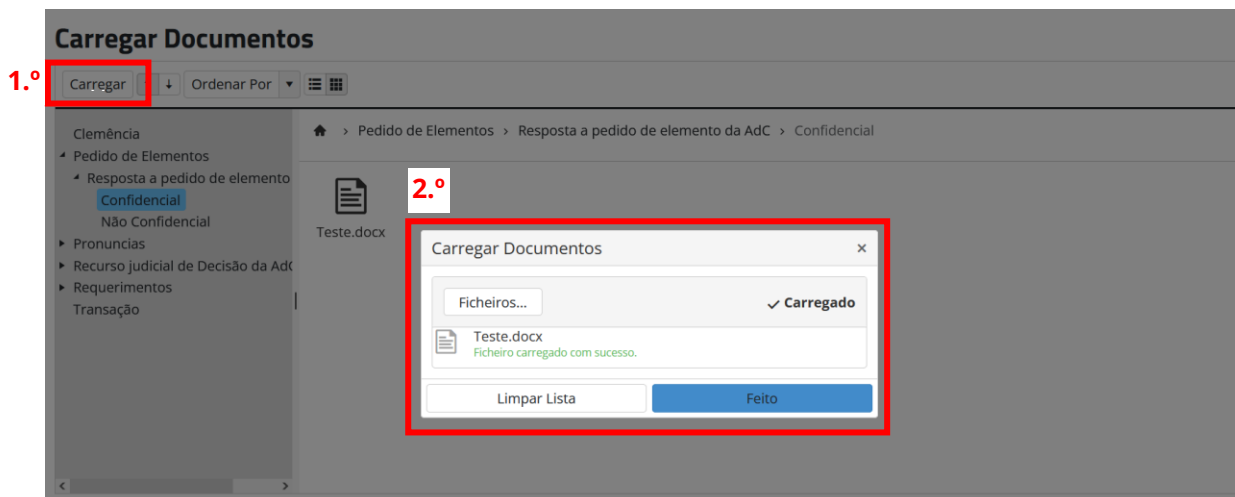 Carregar Documentos
1.º
Carregar
Ordenar Por
Clemência
Pedido de Elementos
Resposta a pedido de elemento
Confidencial
Não Confidencial
Pronuncias
Recurso judicial de Decisão da Ad
Requerimentos
Transação
Pedido de Elementos › Resposta a pedido de elemento da AdC › Confidencial
Teste.docx
2.º
Carregar Documentos ×
Ficheiros... Carregado
Teste.docx
Ficheiro carregado com sucesso.
Limpar Lista Feito